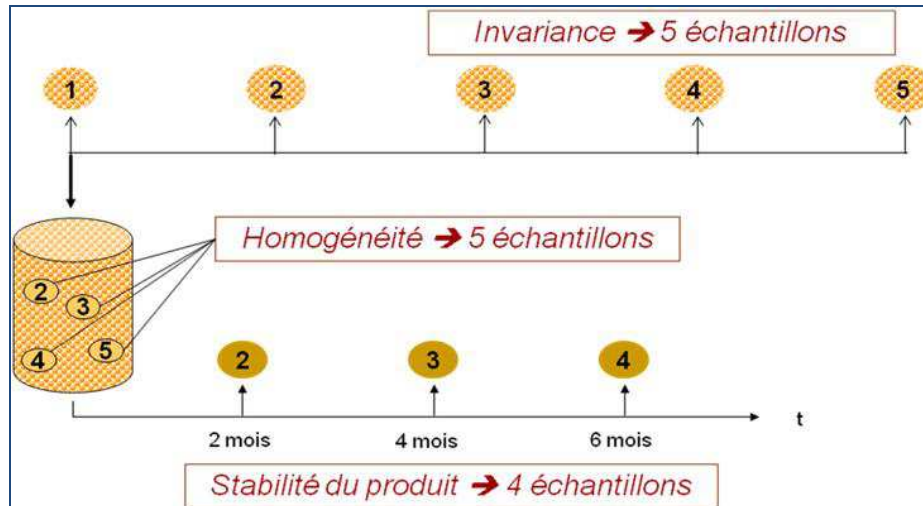 Invariance ➔ 5 échantillons
1 2 3 4 5
Homogénéité ➔ 5 échantillons
2
3
4
5
2 3 4
t
2 mois 4 mois 6 mois
Stabilité du produit ➔ 4 échantillons